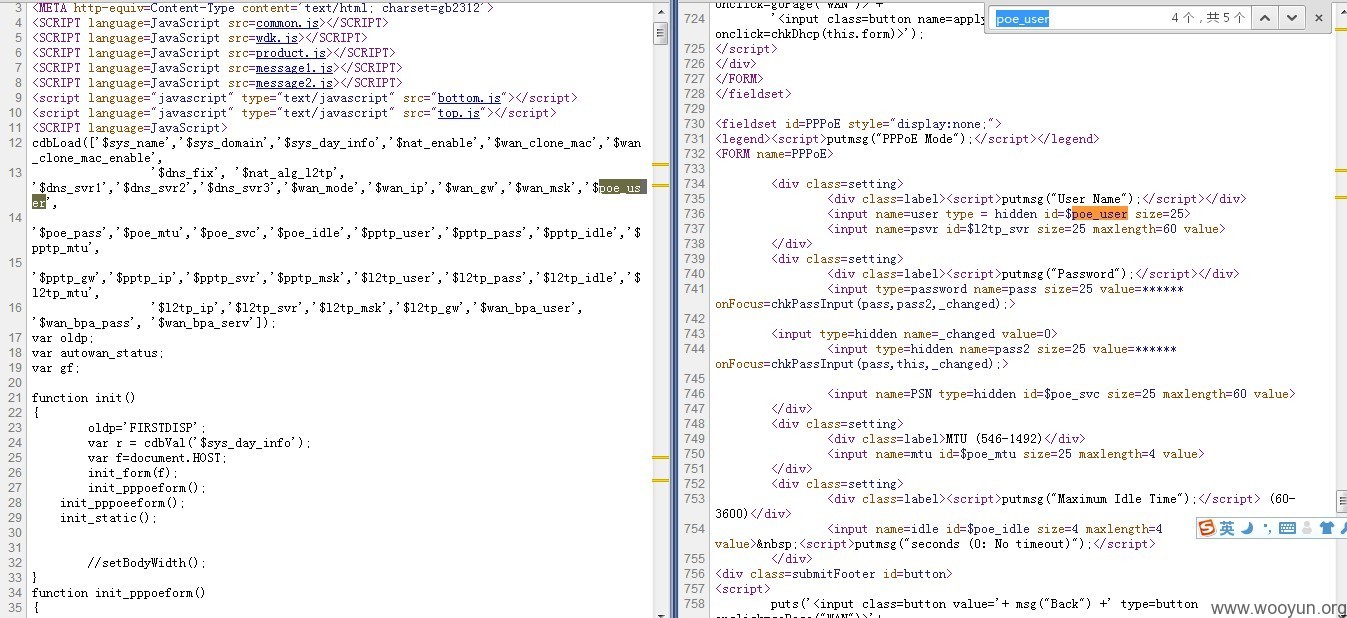 3 <META http-equiv=Content-Type content='text/html; charset=gb2312'>
4 <SCRIPT language=JavaScript src=common.js></SCRIPT>
5 <SCRIPT language=JavaScript src=wdk.js></SCRIPT>
6 <SCRIPT language=JavaScript src=product.js></SCRIPT>
7 <SCRIPT language=JavaScript src=message1.js></SCRIPT>
8 <SCRIPT language=JavaScript src=message2.js></SCRIPT>
9 <script language="javascript" type="text/javascript" src="bottom.js"></script>
10 <script language="javascript" type="text/javascript" src="top.js"></script>
11 <SCRIPT language=JavaScript>
12 cdbLoad(['$sys_name','$sys_domain','$sys_day_info','$nat_enable','$wan_clone_mac','$wan
_clone_mac_enable',
13 '$dns_fix', '$nat_alg_l2tp',
'$dns_svr1','$dns_svr2','$dns_svr3','$wan_mode','$wan_ip','$wan_gw','$wan_msk','$poe_us
er',
14
'$poe_pass','$poe_mtu','$poe_svc','$poe_idle','$pptp_user','$pptp_pass','$pptp_idle','$
pptp_mtu',
15
'$pptp_gw','$pptp_ip','$pptp_svr','$pptp_msk','$l2tp_user','$l2tp_pass','$l2tp_idle','$
l2tp_mtu',
16 '$l2tp_ip','$l2tp_svr','$l2tp_msk','$l2tp_gw','$wan_bpa_user',
'$wan_bpa_pass', '$wan_bpa_serv']);
17 var oldp;
18 var autowan_status;
19 var gf;
20
21 function init()
22 {
23 oldp='FIRSTDISP';
24 var r = cdbVal('$sys_day_info');
25 var f=document.HOST;
26 init_form(f);
27 init_pppoeform();
28 init_pppoeeform();
29 init_static();
30
31
32 //setBodyWidth();
33 }
34 function init_pppoeform()
35 {
onclick=goPage("WAN")>'+
724 '<input class=button name=apply
onclick=chkDhcp(this.form)>');
725 </script>
726 </div>
727 </FORM>
728 </fieldset>
729
730 <fieldset id=PPPoE style="display:none;">
731 <legend><script>putmsg("PPPoE Mode");</script></legend>
732 <FORM name=PPPoE>
733
734 <div class=setting>
735 <div class=label><script>putmsg("User Name");</script></div>
736 <input name=user type = hidden id=$poe_user size=25>
737 <input name=psvr id=$l2tp_svr size=25 maxlength=60 value>
738 </div>
739 <div class=setting>
740 <div class=label><script>putmsg("Password");</script></div>
741 <input type=password name=pass size=25 value=******
onFocus=chkPassInput(pass,pass2,_changed);>
742
743 <input type=hidden name=_changed value=0>
744 <input type=hidden name=pass2 size=25 value=******
onFocus=chkPassInput(pass,this,_changed);>
745
746 <input name=PSN type=hidden id=$poe_svc size=25 maxlength=60 value>
747 </div>
748 <div class=setting>
749 <div class=label>MTU (546-1492)</div>
750 <input name=mtu id=$poe_mtu size=25 maxlength=4 value>
751 </div>
752 <div class=setting>
753 <div class=label><script>putmsg("Maximum Idle Time");</script> (60-
3600)</div>
754 <input name=idle id=$poe_idle size=4 maxlength=4
value>&nbsp;<script>putmsg("seconds (0: No timeout)");</script>
755 </div>
756 <div class=submitFooter id=button>
757 <script>
758 puts('<input class=button value='+ msg("Back") +' type=button
poe_user 4 个，共 5 个
英
www.wooyun.org